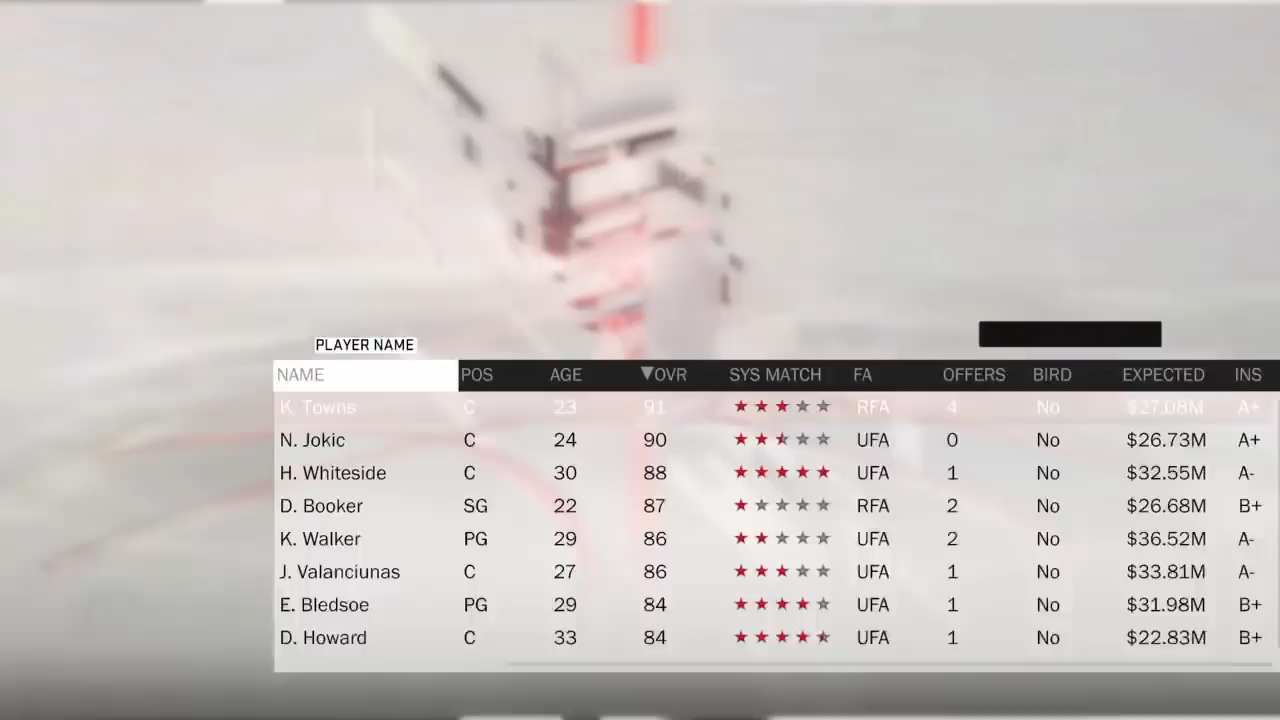 PLAYER NAME
NAME POS AGE ▼OVR SYS MATCH FA OFFERS BIRD EXPECTED INS
K. Towns C 23 91 RFA 4 No $27.08M A+
N. Jokic C 24 90 UFA 0 No $26.73M A+
H. Whiteside C 30 88 UFA 1 No $32.55M A-
D. Booker SG 22 87 RFA 2 No $26.68M B+
K. Walker PG 29 86 UFA 2 No $36.52M A-
J. Valanciunas C 27 86 UFA 1 No $33.81M A-
E. Bledsoe PG 29 84 UFA 1 No $31.98M B+
D. Howard C 33 84 UFA 1 No $22.83M B+